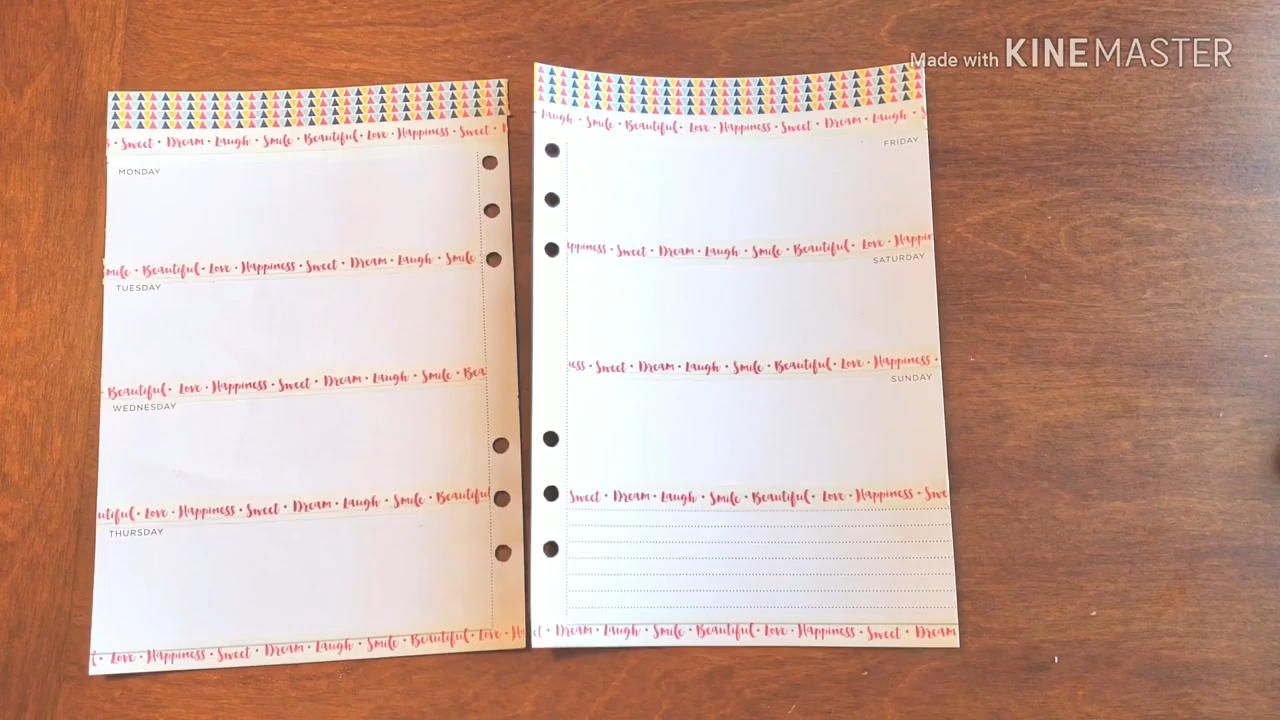 Made with KINEMASTER
Sweet • Dream • Laugh • Smile • Beautiful • Love • Happiness • Sweet •
MONDAY
• Beautiful • Love • Happiness • Sweet • Dream • Laugh • Smile
TUESDAY
• Beautiful • Love • Happiness • Sweet • Dream • Laugh • Smile •
WEDNESDAY
• Love • Happiness • Sweet • Dream • Laugh • Smile • Beautiful
THURSDAY
• Love • Happiness • Sweet • Dream • Laugh • Smile • Beautiful • Love •
Laugh • Smile • Beautiful • Love • Happiness • Sweet • Dream • Laugh •
FRIDAY
• Sweet • Dream • Laugh • Smile • Beautiful • Love •
SATURDAY
• Sweet • Dream • Laugh • Smile • Beautiful • Love • Happiness •
SUNDAY
Sweet • Dream • Laugh • Smile • Beautiful • Love • Happiness •
• Dream • Laugh • Smile • Beautiful • Love • Happiness • Sweet • Dream